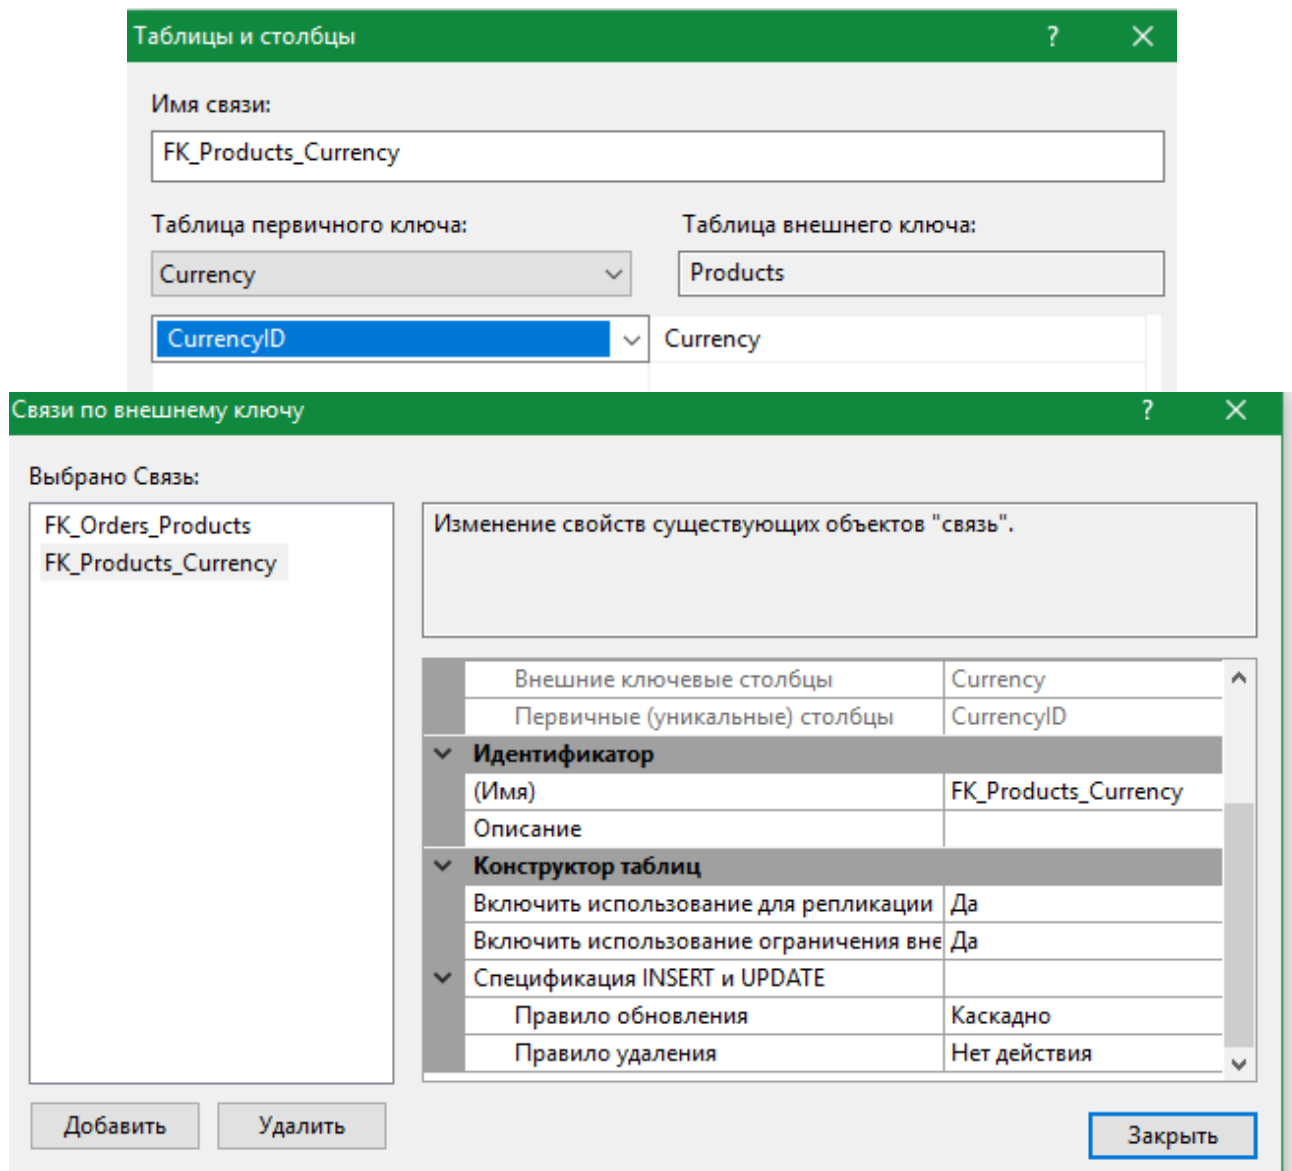 Таблицы и столбцы
?
Имя связи:
FK_Products_Currency
Таблица первичного ключа: Таблица внешнего ключа:
Currency Products
CurrencyID Currency
Связи по внешнему ключу
?
Выбрано Связь:
FK_Orders_Products
FK_Products_Currency
Изменение свойств существующих объектов "связь".
Внешние ключевые столбцы Currency
Первичные (уникальные) столбцы CurrencyID
Идентификатор
(Имя) FK_Products_Currency
Описание
Конструктор таблиц
Включить использование для репликации Да
Включить использование ограничения вне Да
Спецификация INSERT и UPDATE
Правило обновления Каскадно
Правило удаления Нет действия
Добавить Удалить
Закрыть